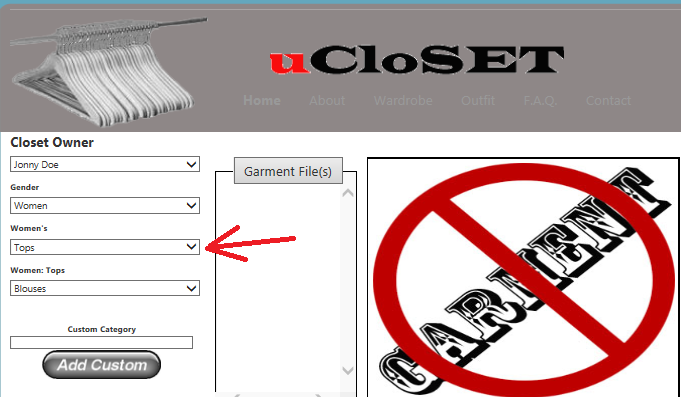 uCloSET
Home About Wardrobe Outfit F.A.Q. Contact
Closet Owner
Jonny Doe
Gender
Women
Women's
Tops
Women: Tops
Blouses
Custom Category
Add Custom
Garment File(s)
GARMENT